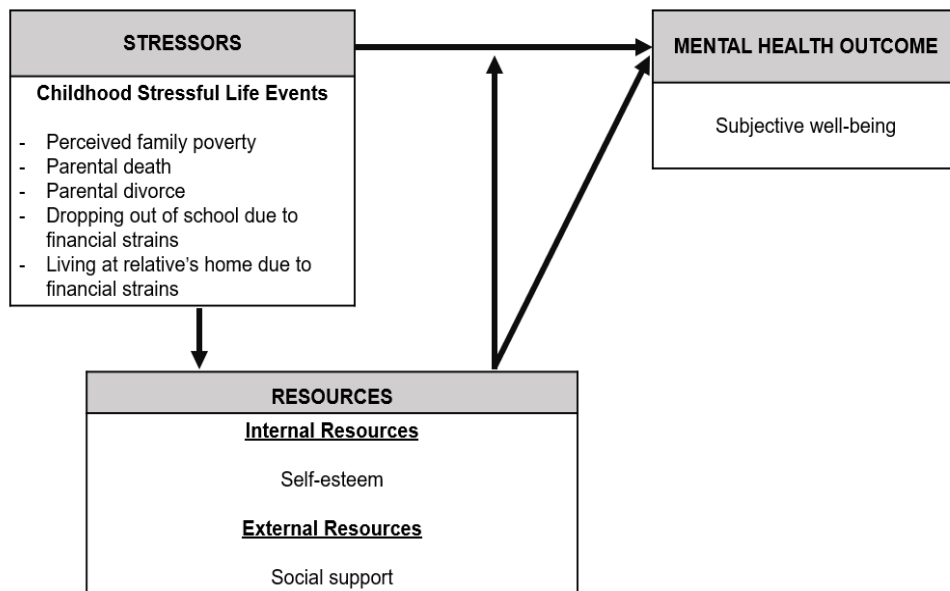 STRESSORS
Childhood Stressful Life Events
- Perceived family poverty
- Parental death
- Parental divorce
- Dropping out of school due to
financial strains
- Living at relative's home due to
financial strains
MENTAL HEALTH OUTCOME
Subjective well-being
RESOURCES
Internal Resources
Self-esteem
External Resources
Social support